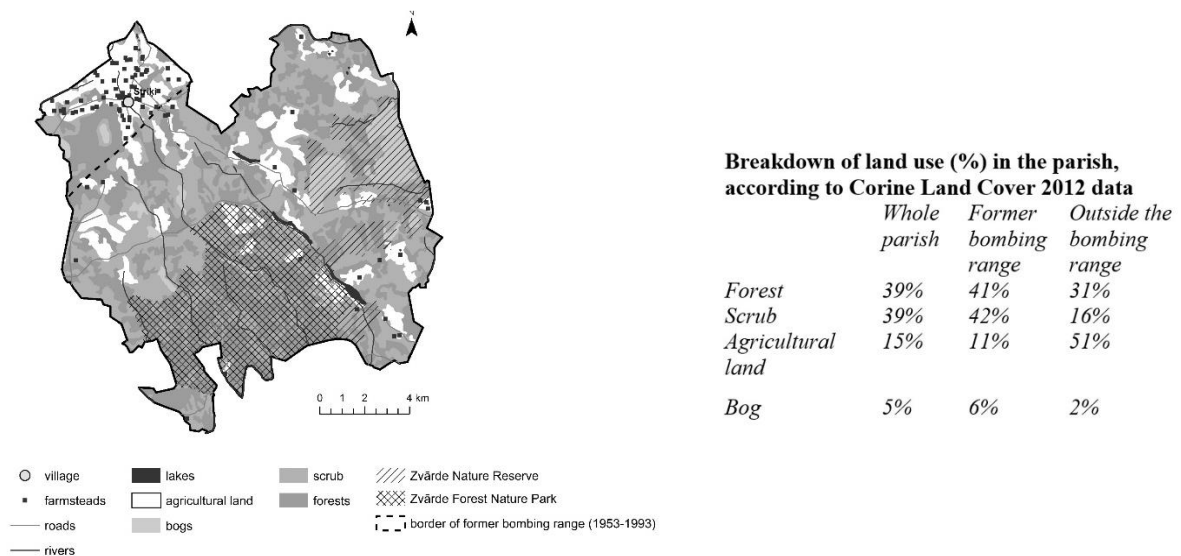 N
Striķi
0 1 2 4 km
village
farmsteads
roads
rivers
lakes
agricultural land
bogs
scrub
forests
Zvārde Nature Reserve
Zvārde Forest Nature Park
border of former bombing range (1953-1993)
Breakdown of land use (%) in the parish,
according to Corine Land Cover 2012 data
Whole Former Outside the
parish bombing bombing
range range
Forest 39% 41% 31%
Scrub 39% 42% 16%
Agricultural 15% 11% 51%
land
Bog 5% 6% 2%